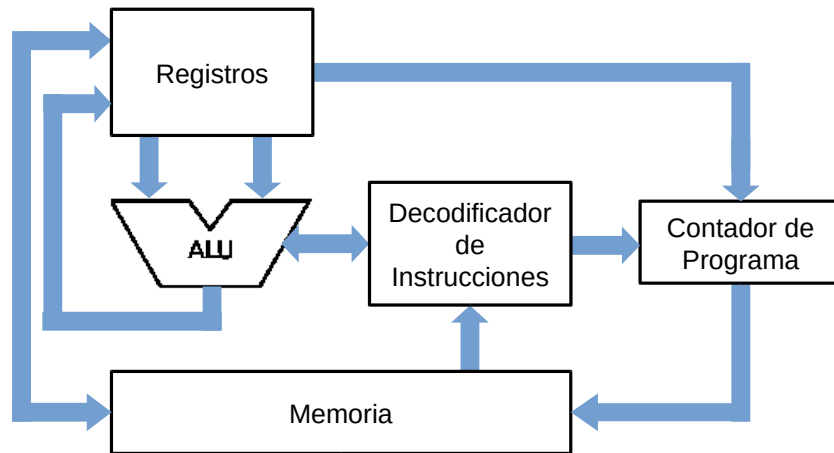 Registros
ALU
Decodificador
de
Instrucciones
Contador de
Programa
Memoria